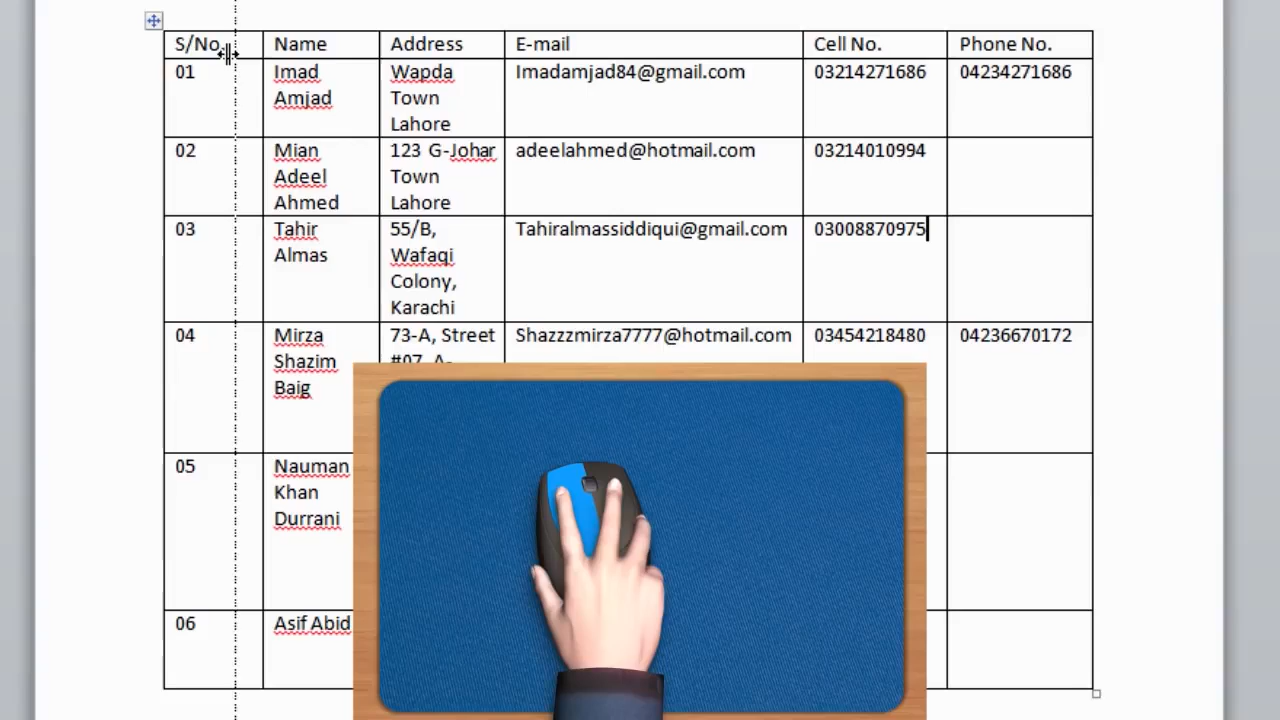 S/No. Name Address E-mail Cell No. Phone No.
01 Imad Wapda Imadamjad84@gmail.com 03214271686 04234271686
Amjad Town
Lahore
02 Mian 123 G-Johar adeelahmed@hotmail.com 03214010994
Adeel Town
Ahmed Lahore
03 Tahir 55/B, Tahiralmassiddiqui@gmail.com 03008870975
Almas Wafaqi
Colony,
Karachi
04 Mirza 73-A, Street Shazzzmirza7777@hotmail.com 03454218480 04236670172
Shazim #07, A-
Baig
05 Nauman
Khan
Durrani
06 Asif Abid